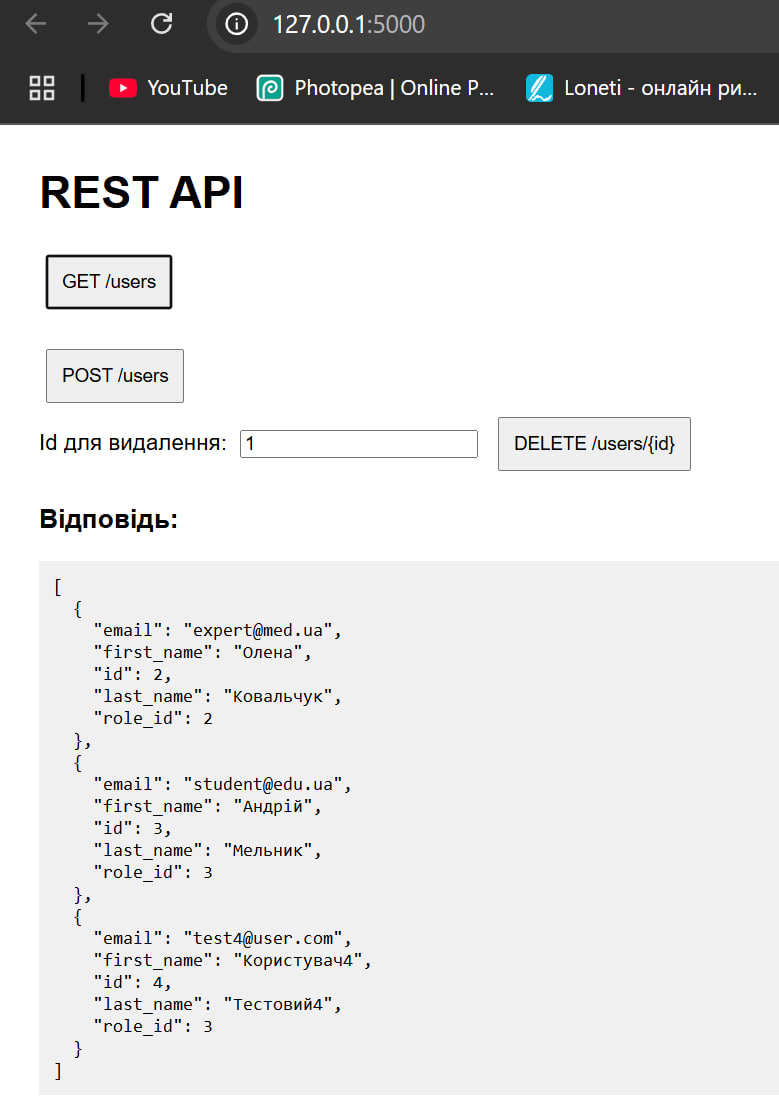 127.0.0.1:5000
YouTube Photopea | Online P... Loneti - онлайн ри...
REST API
GET /users
POST /users
Id для видалення: 1 DELETE /users/{id}
Відповідь:
[
  {
    "email": "expert@med.ua",
    "first_name": "Олена",
    "id": 2,
    "last_name": "Ковальчук",
    "role_id": 2
  },
  {
    "email": "student@edu.ua",
    "first_name": "Андрій",
    "id": 3,
    "last_name": "Мельник",
    "role_id": 3
  },
  {
    "email": "test4@user.com",
    "first_name": "Користувач4",
    "id": 4,
    "last_name": "Тестовий4",
    "role_id": 3
  }
]